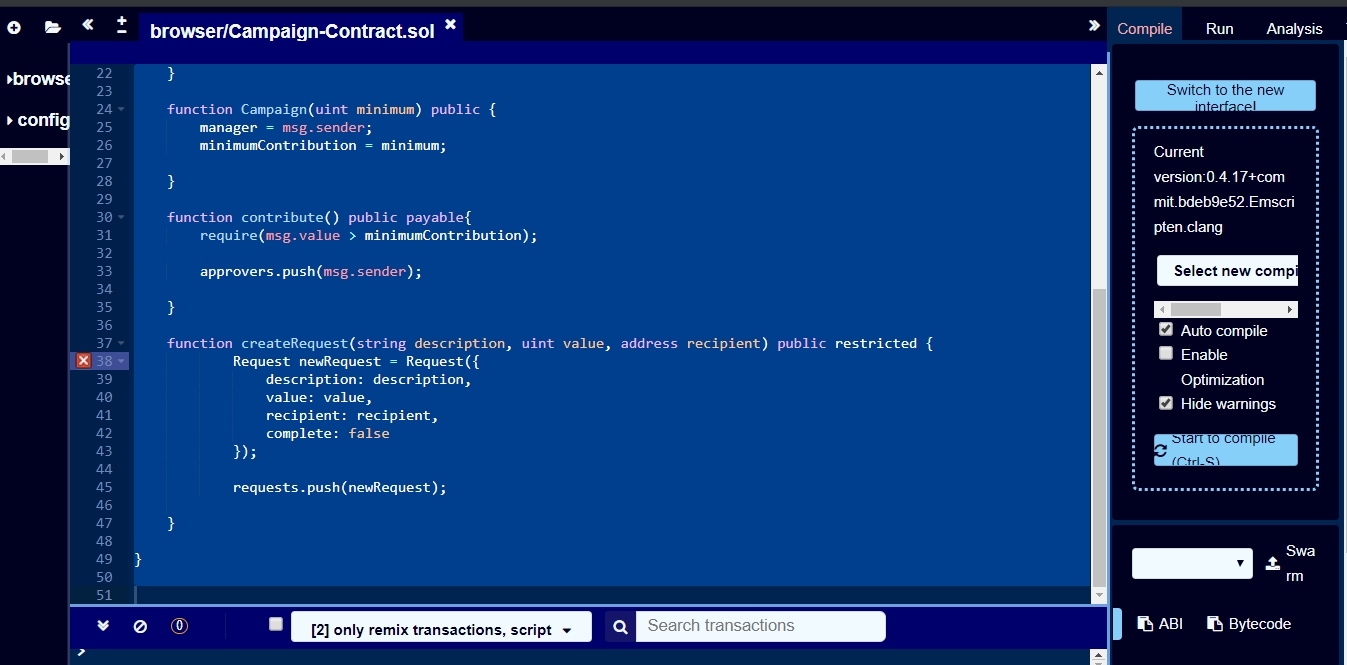 browser/Campaign-Contract.sol
Compile Run Analysis
browse
config
22 }
23
24 function Campaign(uint minimum) public {
25 manager = msg.sender;
26 minimumContribution = minimum;
27
28 }
29
30 function contribute() public payable{
31 require(msg.value > minimumContribution);
32
33 approvers.push(msg.sender);
34
35 }
36
37 function createRequest(string description, uint value, address recipient) public restricted {
38 Request newRequest = Request({
39 description: description,
40 value: value,
41 recipient: recipient,
42 complete: false
43 });
44
45 requests.push(newRequest);
46
47 }
48
49 }
50
51
(0)
[2] only remix transactions, script
Search transactions
Switch to the new
interface!
Current
version:0.4.17+com
mit.bdeb9e52.Emscri
pten.clang
Select new compi
Auto compile
Enable
Optimization
Hide warnings
Start to compile
(Ctrl-S)
Swa
rm
ABI Bytecode